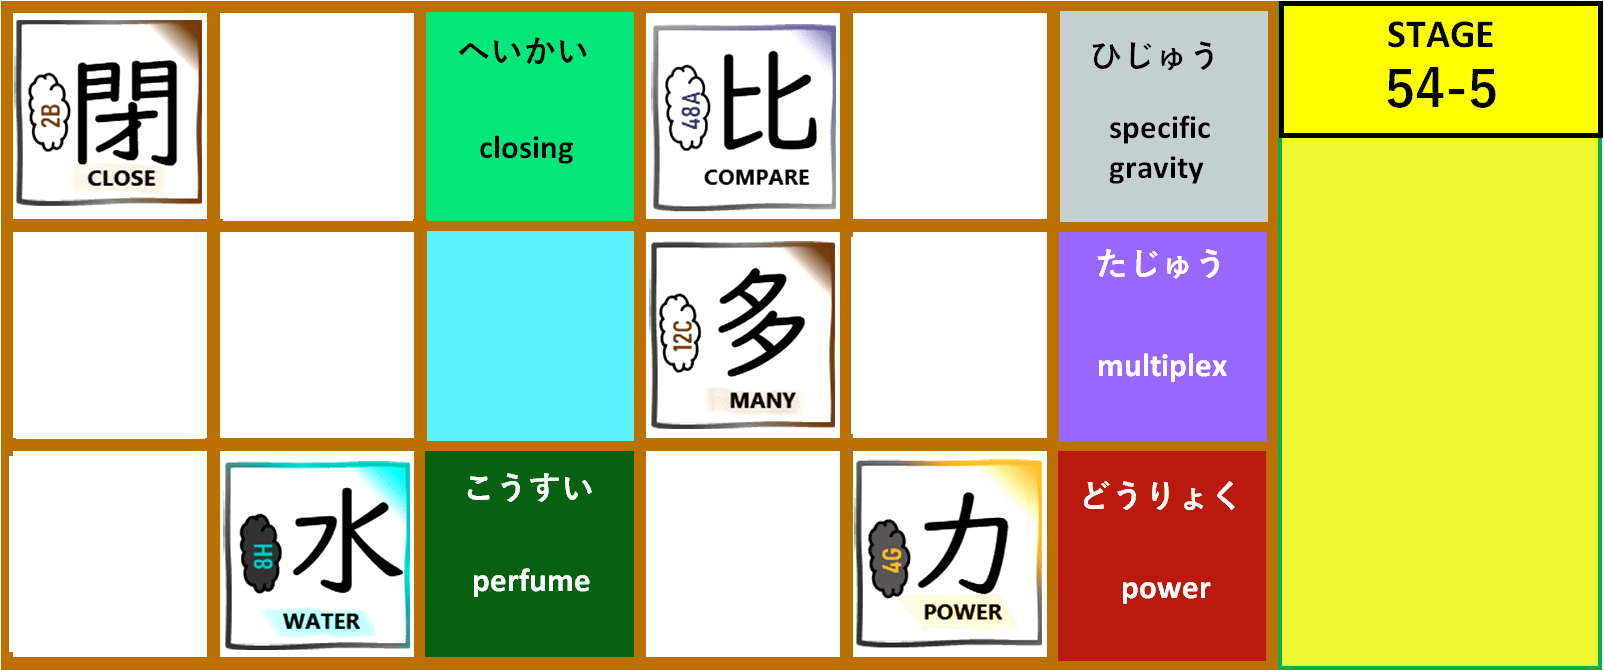 2B
閉
CLOSE
へいかい
closing
48A
比
COMPARE
ひじゅう
specific
gravity
STAGE
54-5
12C
多
MANY
たじゅう
multiplex
8H
水
WATER
こうすい
perfume
4G
力
POWER
どうりょく
power